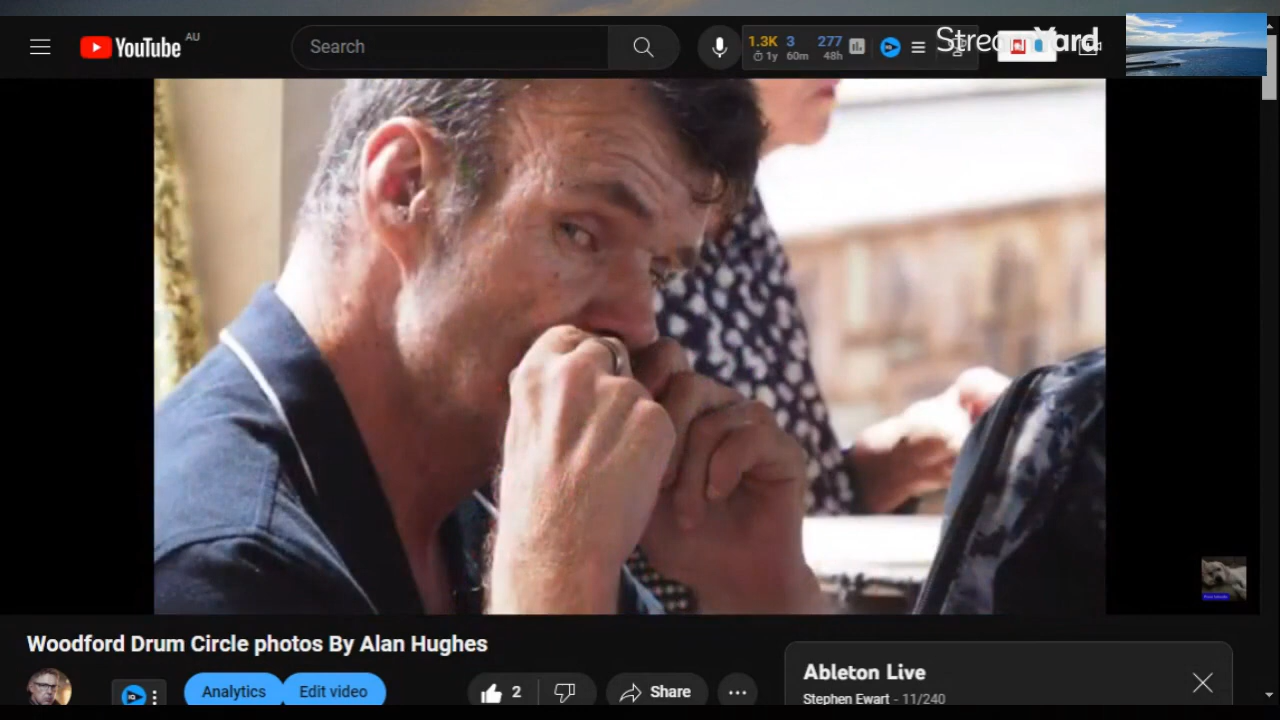 YouTube AU
Search
1.3K 3 277
1y 60m 48h
StreamYard
Woodford Drum Circle photos By Alan Hughes
Analytics
Edit video
2
Share
Ableton Live
Stephen Ewart - 11/240